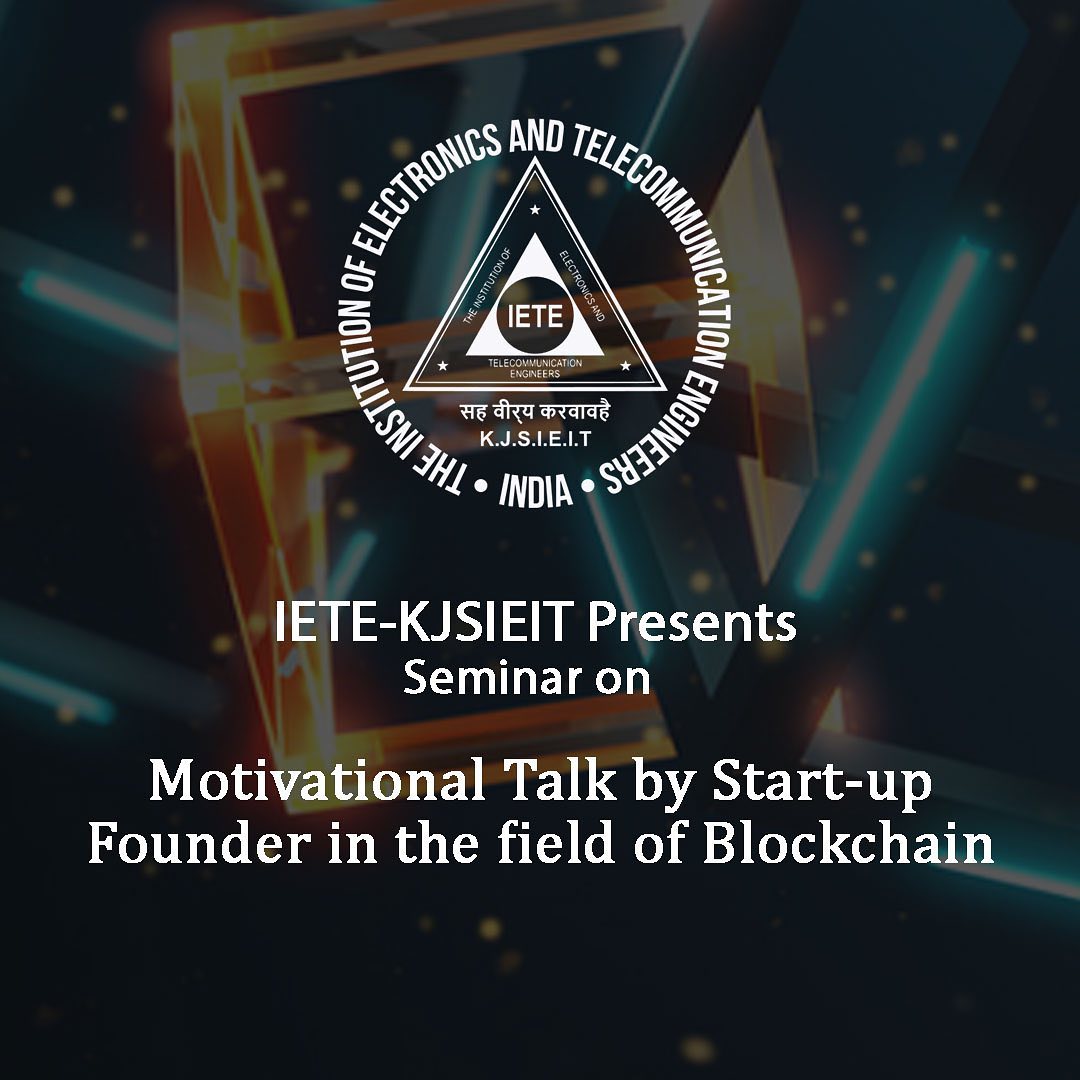 THE INSTITUTION OF ELECTRONICS AND TELECOMMUNICATION ENGINEERS
• INDIA •
THE INSTITUTION OF
ELECTRONICS AND
IETE
TELECOMMUNICATION
ENGINEERS
सह वीर्‍य करवावहै
K.J.S.I.E.I.T
IETE-KJSIEIT Presents
Seminar on
Motivational Talk by Start-up
Founder in the field of Blockchain